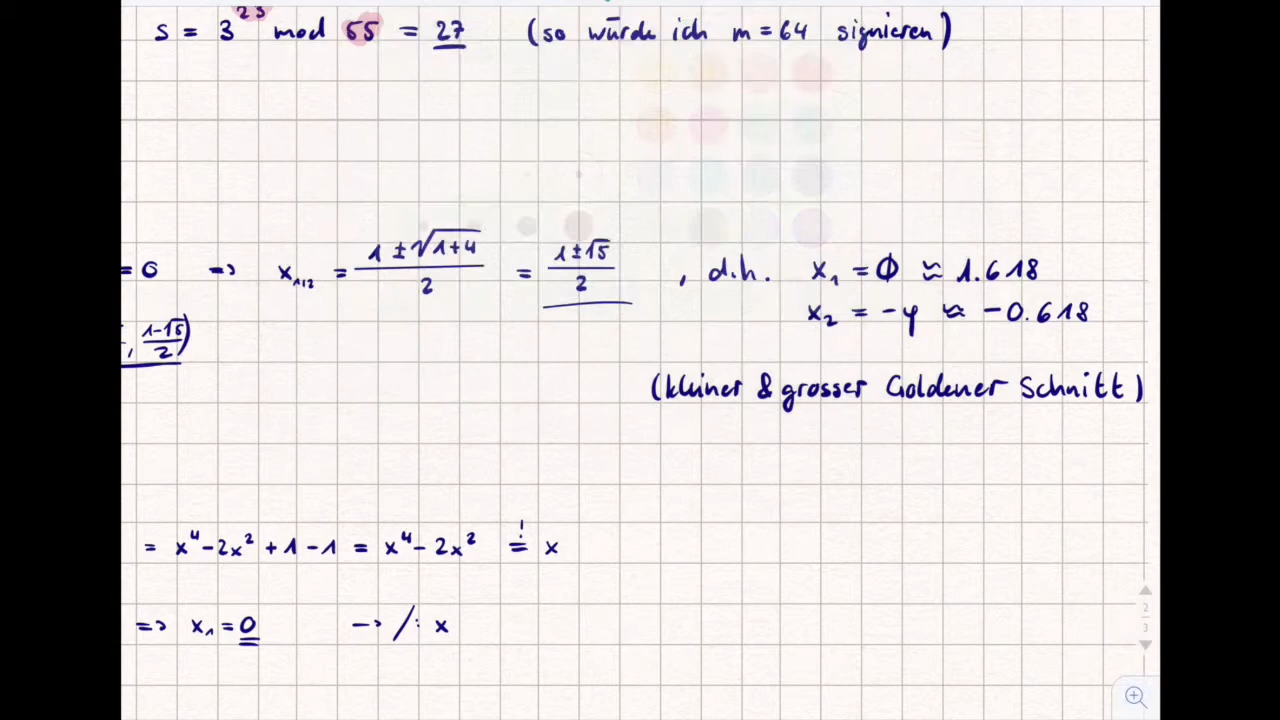 s = 3^23 mod 55 = 27 (so würde ich m = 64 signieren)
= 0 => x₁,₂ = (1 ± √(1+4))/2 = (1 ± √5)/2 , d.h. x₁ = Φ ≈ 1.618
x₂ = -φ ≈ -0.618
, (1-√5)/2)
(kleiner & grosser Goldener Schnitt)
= x⁴ - 2x² + 1 - 1 = x⁴ - 2x² =! x
=> x₁ = 0 -> /: x
2
3